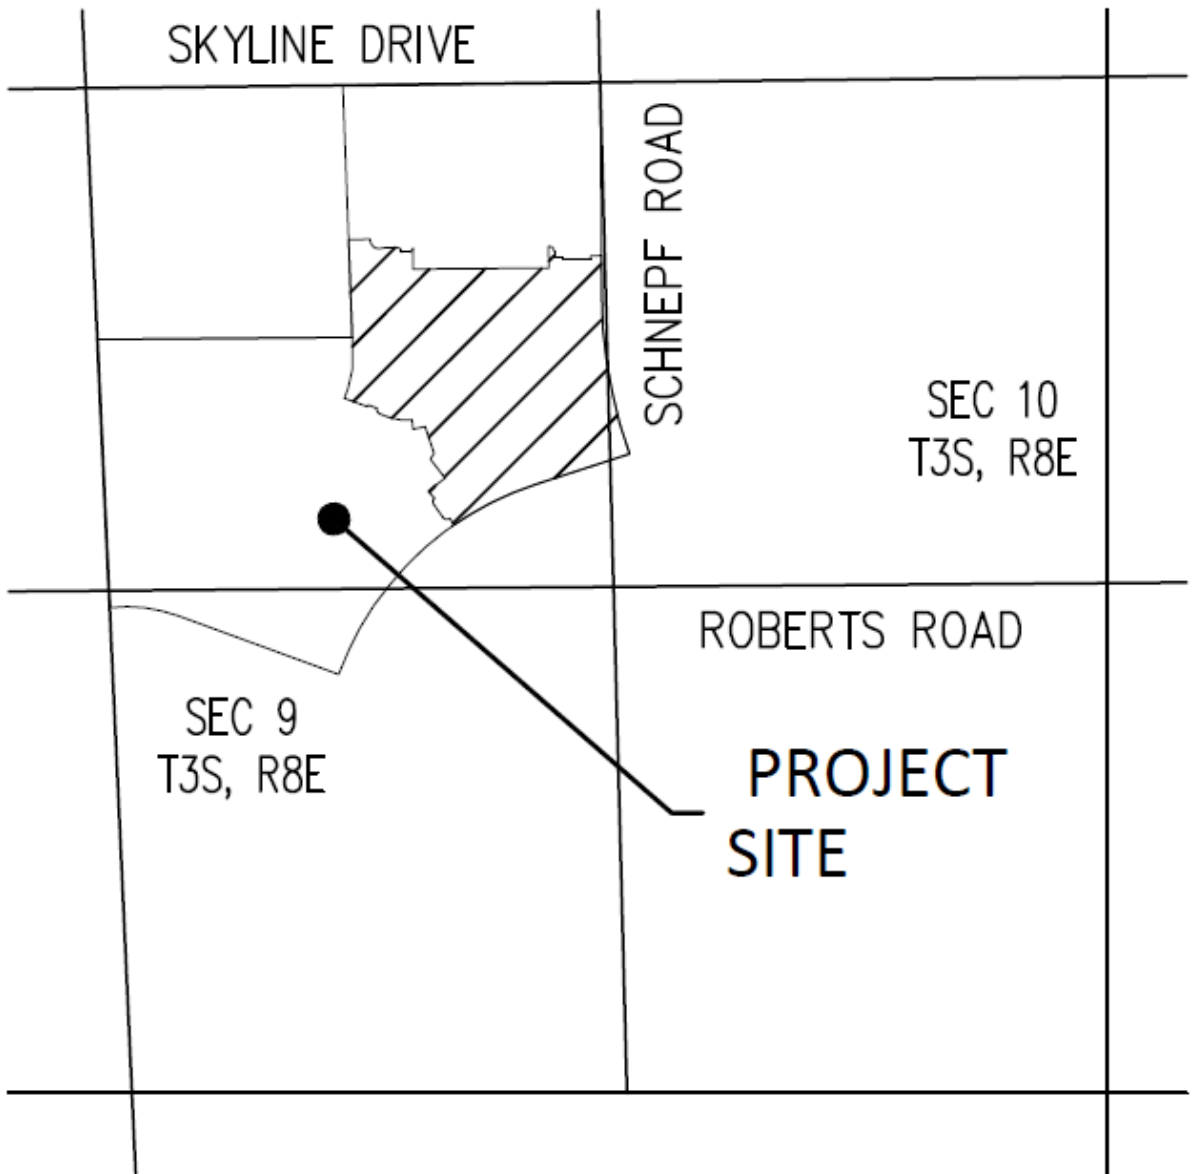 SKYLINE DRIVE
SCHNEPF ROAD
SEC 10
T3S, R8E
ROBERTS ROAD
SEC 9
T3S, R8E
PROJECT
SITE